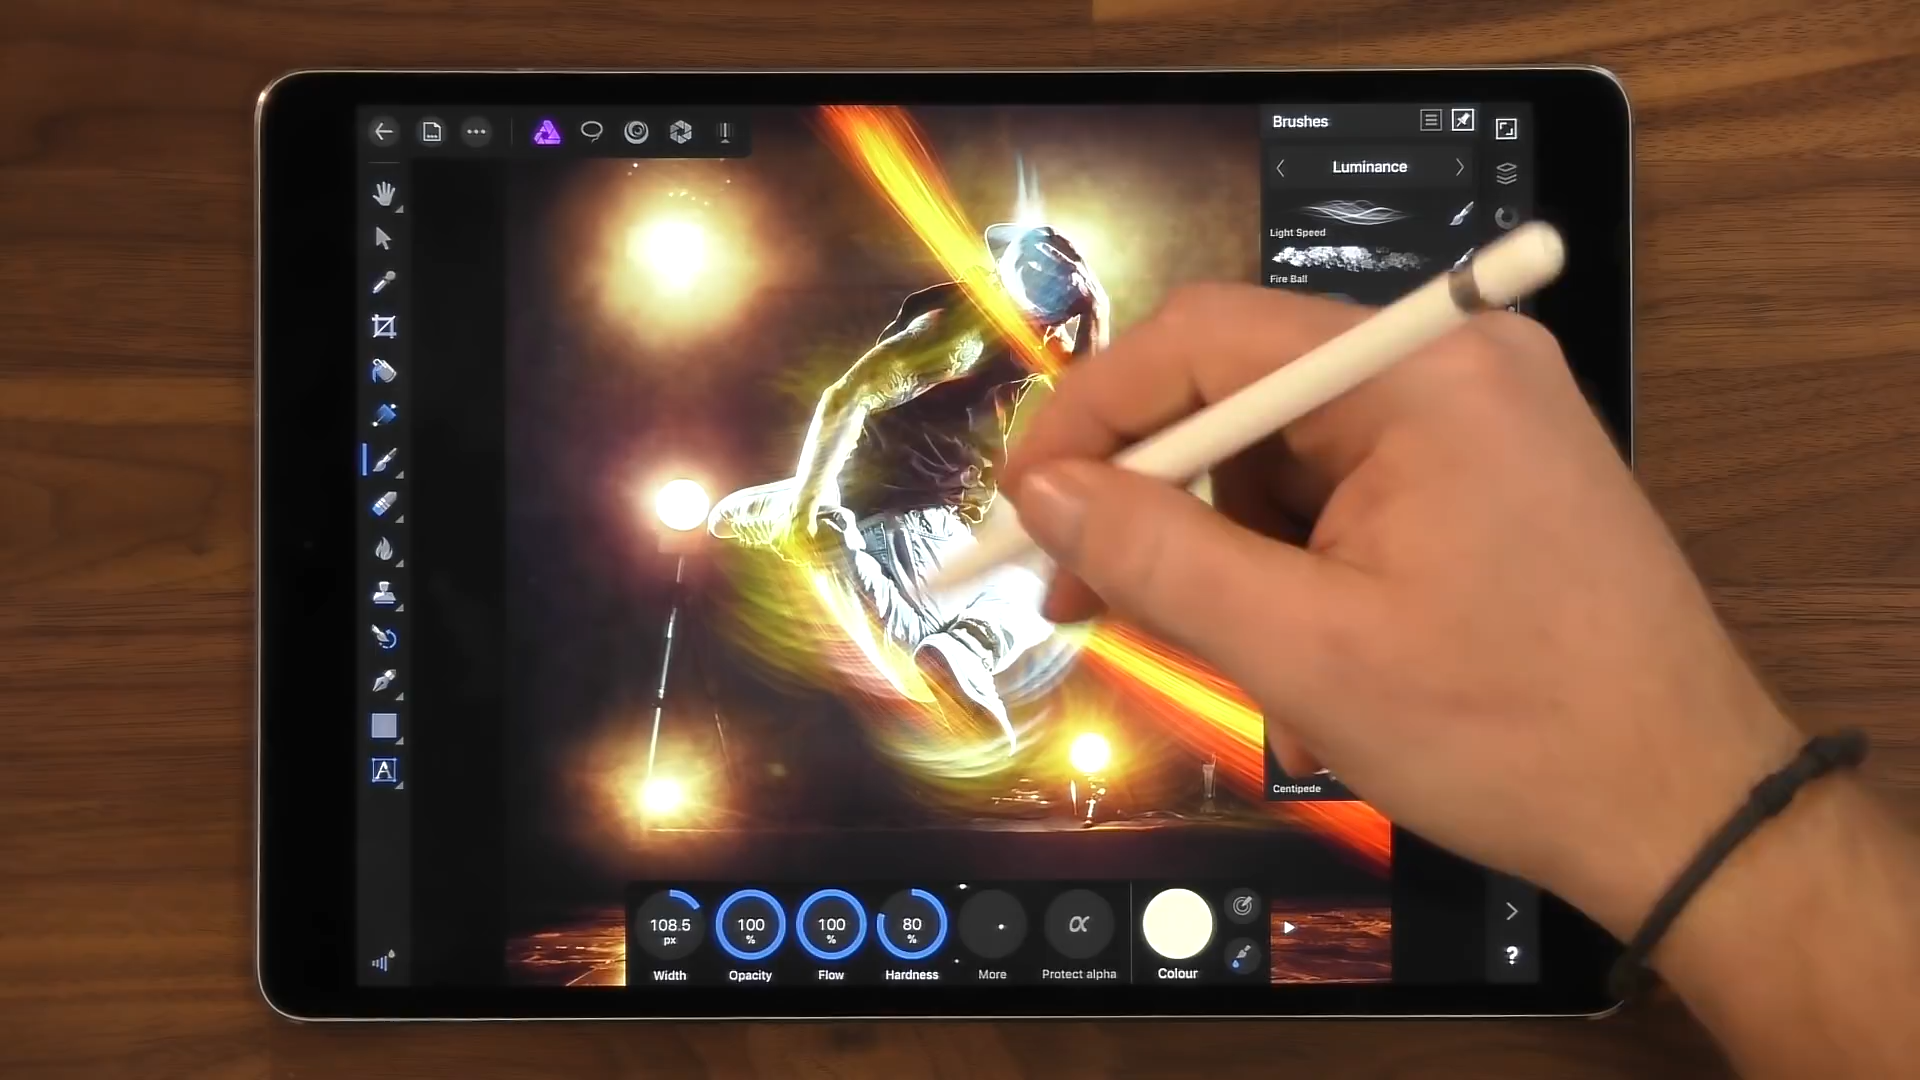 Brushes
Luminance
Light Speed
Fire Ball
Centipede
A
108.5
px
100
%
100
%
80
%
α
Width
Opacity
Flow
Hardness
More
Protect alpha
Colour
?